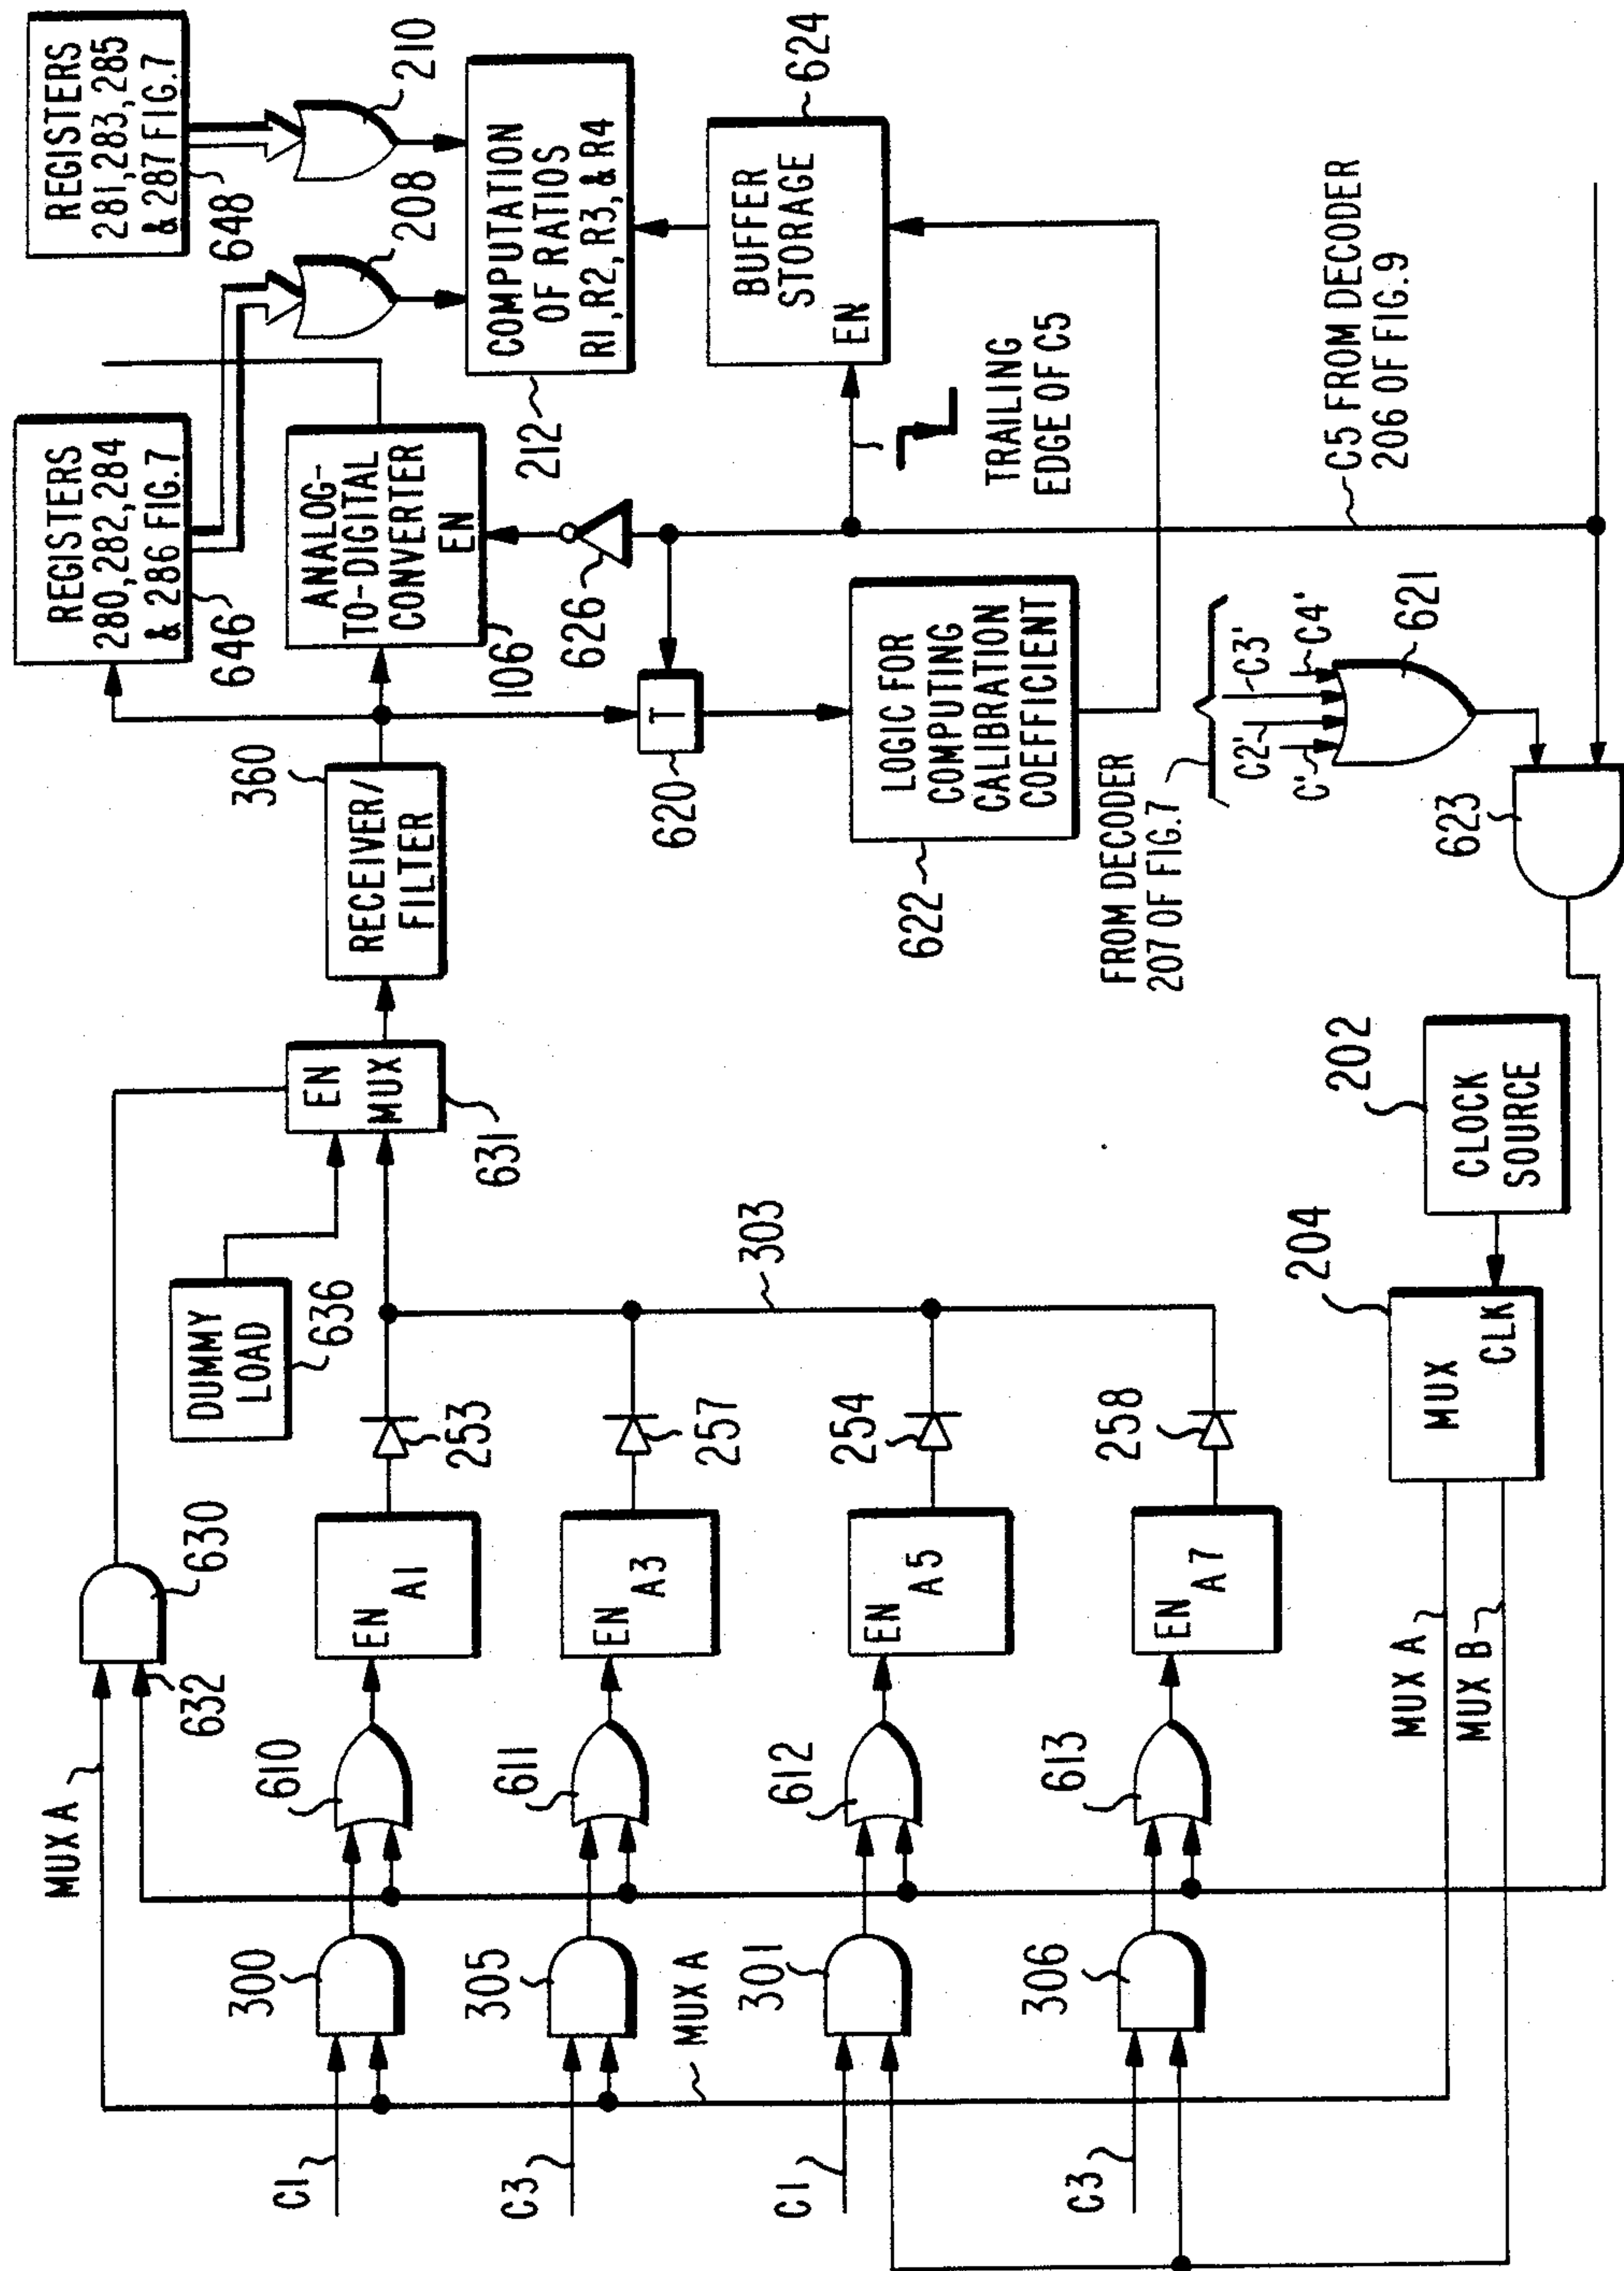 REGISTERS
280,282,284
& 286 FIG.7
646
REGISTERS
281,283,285
& 287 FIG.7
648
208
210
MUX A
632
630
DUMMY
LOAD
636
EN
MUX
631
RECEIVER/
FILTER
360
ANALOG-
TO-DIGITAL
CONVERTER
EN
106
COMPUTATION
OF RATIOS
R1,R2,R3,& R4
212
C1
300
610
EN
A1
253
626
T
620
BUFFER
STORAGE
EN
624
C3
305
611
EN
A3
257
MUX A
303
LOGIC FOR
COMPUTING
CALIBRATION
COEFFICIENT
622
TRAILING
EDGE OF C5
C1
301
612
EN
A5
254
FROM DECODER
207 OF FIG.7
C'
C2'
C3'
C4'
621
C5 FROM DECODER
206 OF FIG.9
C3
306
613
EN
A7
258
623
MUX A
MUX B
MUX
CLK
204
CLOCK
SOURCE
202